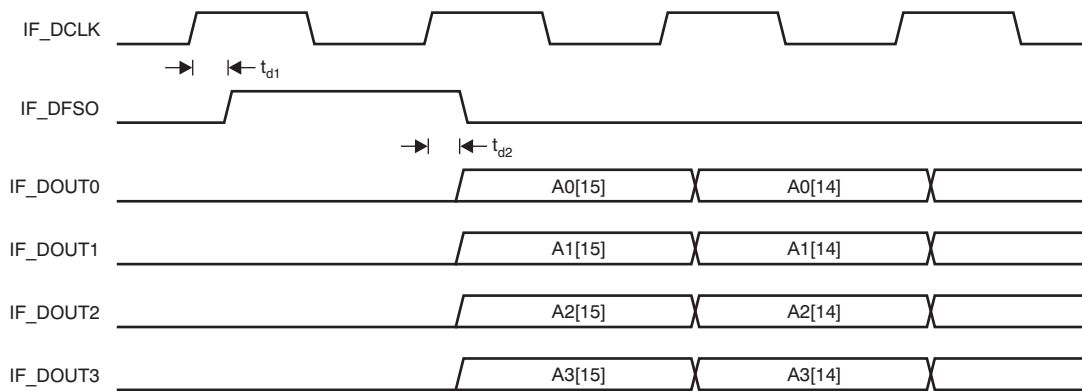 IF_DCLK
t_d1
IF_DFSO
t_d2
IF_DOUT0 A0[15] A0[14]
IF_DOUT1 A1[15] A1[14]
IF_DOUT2 A2[15] A2[14]
IF_DOUT3 A3[15] A3[14]